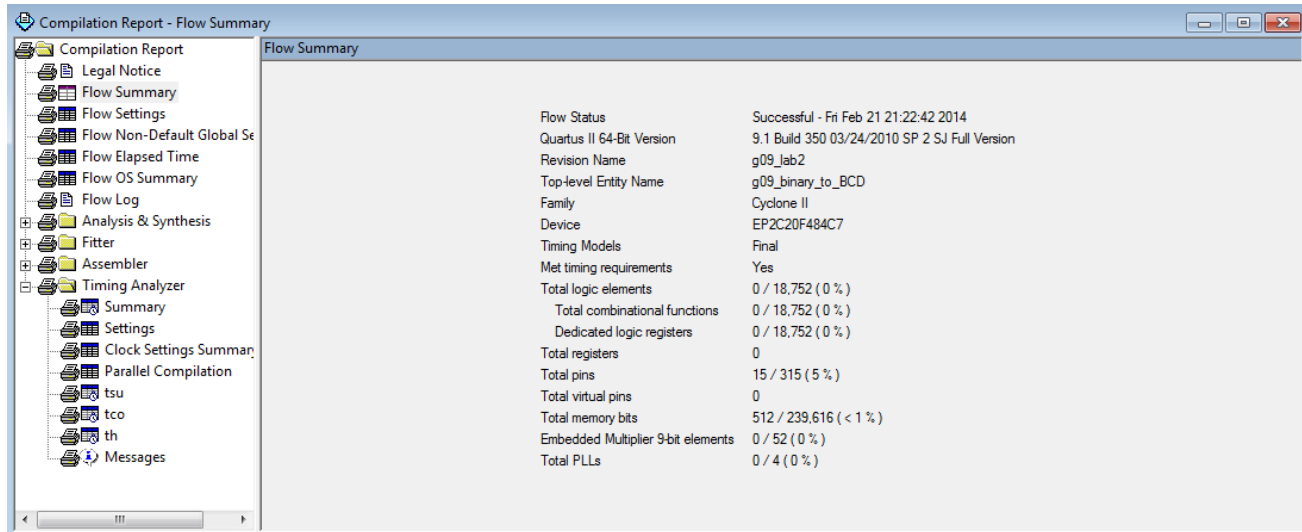 Compilation Report - Flow Summary
Compilation Report
Legal Notice
Flow Summary
Flow Settings
Flow Non-Default Global Se
Flow Elapsed Time
Flow OS Summary
Flow Log
Analysis & Synthesis
Fitter
Assembler
Timing Analyzer
Summary
Settings
Clock Settings Summary
Parallel Compilation
tsu
tco
th
Messages
Flow Summary
Flow Status Successful - Fri Feb 21 21:22:42 2014
Quartus II 64-Bit Version 9.1 Build 350 03/24/2010 SP 2 SJ Full Version
Revision Name g09_lab2
Top-level Entity Name g09_binary_to_BCD
Family Cyclone II
Device EP2C20F484C7
Timing Models Final
Met timing requirements Yes
Total logic elements 0 / 18,752 ( 0 % )
Total combinational functions 0 / 18,752 ( 0 % )
Dedicated logic registers 0 / 18,752 ( 0 % )
Total registers 0
Total pins 15 / 315 ( 5 % )
Total virtual pins 0
Total memory bits 512 / 239,616 ( < 1 % )
Embedded Multiplier 9-bit elements 0 / 52 ( 0 % )
Total PLLs 0 / 4 ( 0 % )